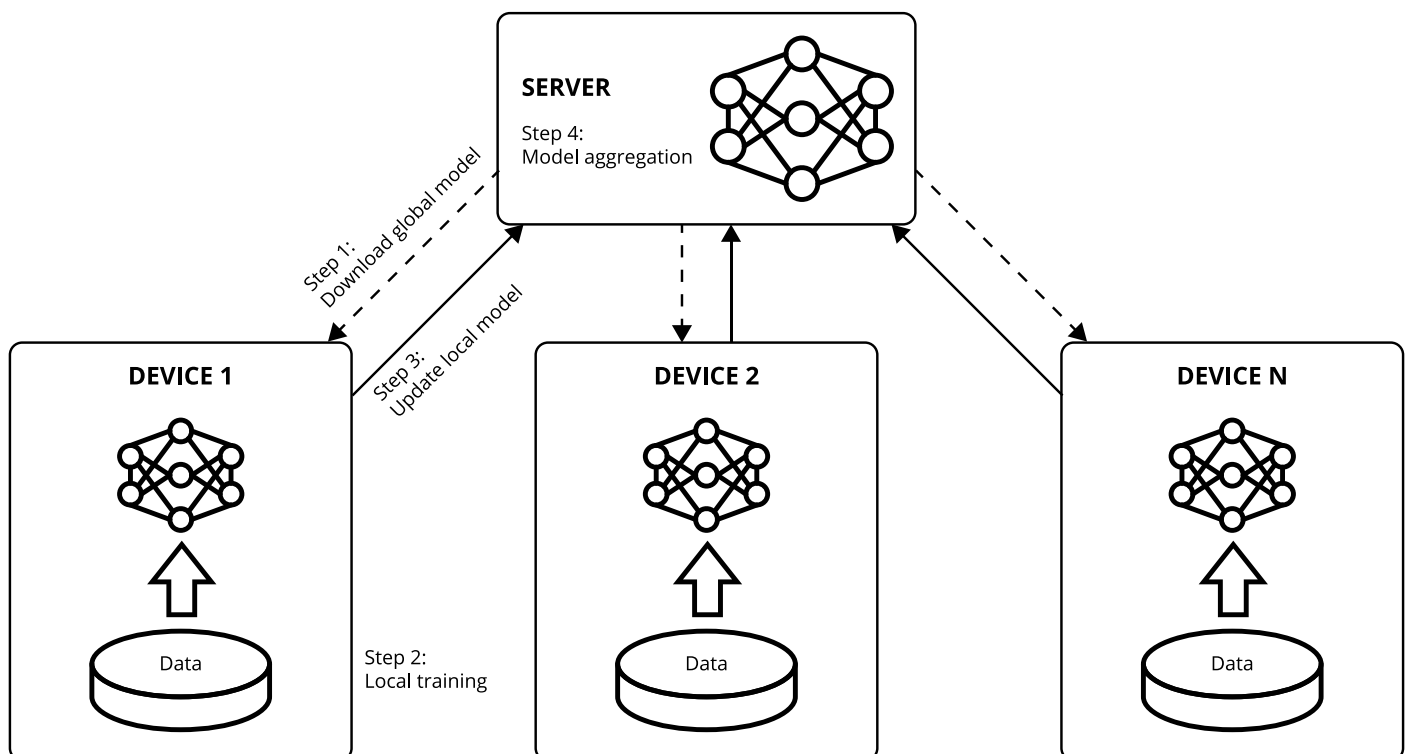 SERVER
Step 4:
Model aggregation
Step 1:
Download global model
Step 3:
Update local model
DEVICE 1
DEVICE 2
DEVICE N
Data
Step 2:
Local training
Data
Data